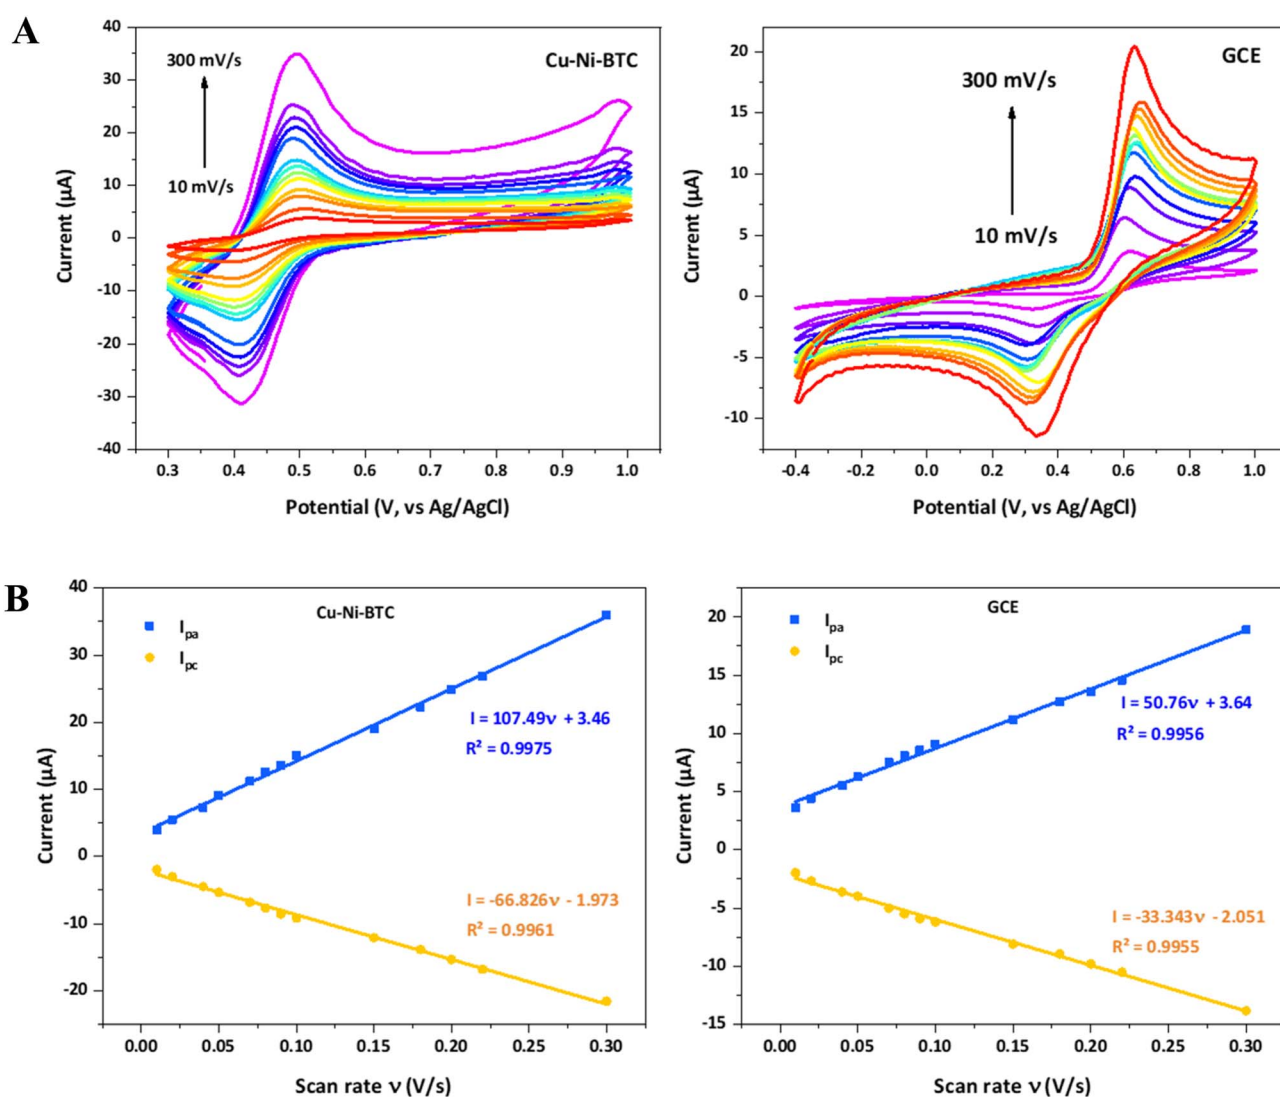 A
Cu-Ni-BTC
300 mV/s
10 mV/s
Current (µA)
40
30
20
10
0
-10
-20
-30
-40
0.3 0.4 0.5 0.6 0.7 0.8 0.9 1.0
Potential (V, vs Ag/AgCl)
GCE
300 mV/s
10 mV/s
Current (µA)
20
15
10
5
0
-5
-10
-0.4 -0.2 0.0 0.2 0.4 0.6 0.8 1.0
Potential (V, vs Ag/AgCl)
B
Cu-Ni-BTC
Ipa
Ipc
I = 107.49ν + 3.46
R² = 0.9975
I = -66.826ν - 1.973
R² = 0.9961
Current (µA)
40
30
20
10
0
-10
-20
0.00 0.05 0.10 0.15 0.20 0.25 0.30
Scan rate ν (V/s)
GCE
Ipa
Ipc
I = 50.76ν + 3.64
R² = 0.9956
I = -33.343ν - 2.051
R² = 0.9955
Current (µA)
20
15
10
5
0
-5
-10
-15
0.00 0.05 0.10 0.15 0.20 0.25 0.30
Scan rate ν (V/s)